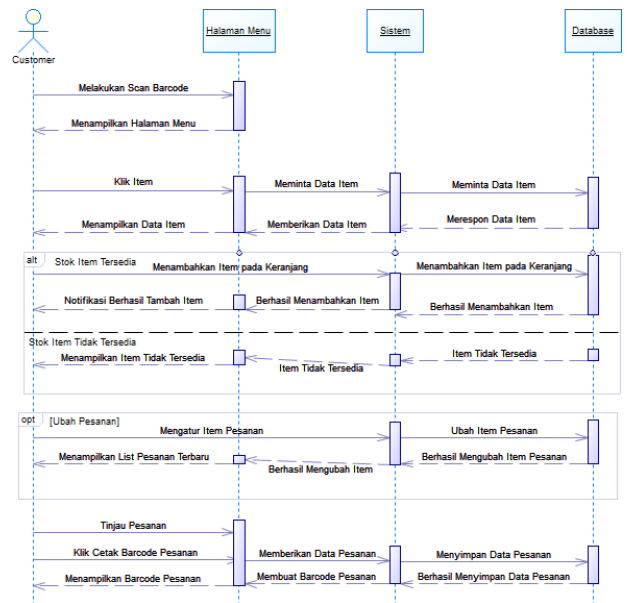 Halaman Menu
Sistem
Database
Customer
Melakukan Scan Barcode
Menampilkan Halaman Menu
Klik Item
Meminta Data Item
Meminta Data Item
Menampilkan Data Item
Memberikan Data Item
Merespon Data Item
alt
Stok Item Tersedia
Menambahkan Item pada Keranjang
Menambahkan Item pada Keranjang
Notifikasi Berhasil Tambah Item
Berhasil Menambahkan Item
Berhasil Menambahkan Item
Stok Item Tidak Tersedia
Menampilkan Item Tidak Tersedia
Item Tidak Tersedia
Item Tidak Tersedia
opt
[Ubah Pesanan]
Mengatur Item Pesanan
Ubah Item Pesanan
Menampilkan List Pesanan Terbaru
Berhasil Mengubah Item
Berhasil Mengubah Item Pesanan
Tinjau Pesanan
Klik Cetak Barcode Pesanan
Memberikan Data Pesanan
Menyimpan Data Pesanan
Menampilkan Barcode Pesanan
Membuat Barcode Pesanan
Berhasil Menyimpan Data Pesanan